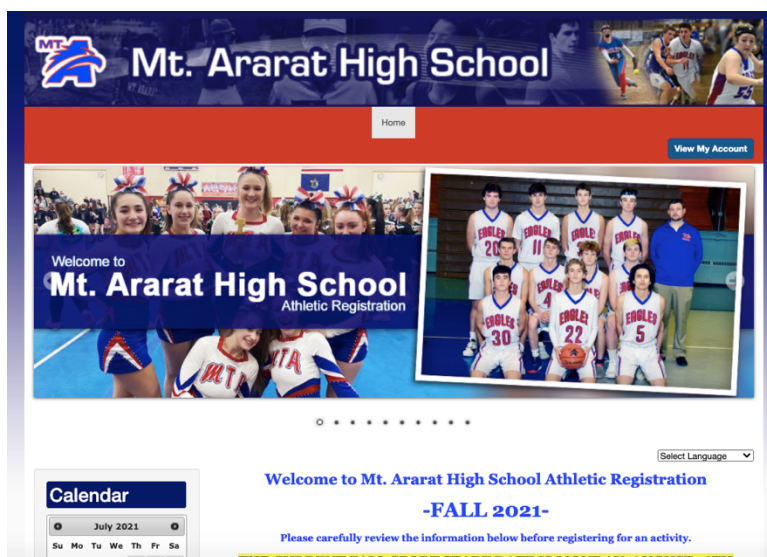 MT.
A
Mt. Ararat High School
Home
View My Account
Welcome to
Mt. Ararat High School
Athletic Registration
MTA
EAGLES
20
11
EAGLES
30
EAGLES
22
EAGLES
5
Select Language
Calendar
July 2021
Su Mo Tu We Th Fr Sa
Welcome to Mt. Ararat High School Athletic Registration
-FALL 2021-
Please carefully review the information below before registering for an activity.